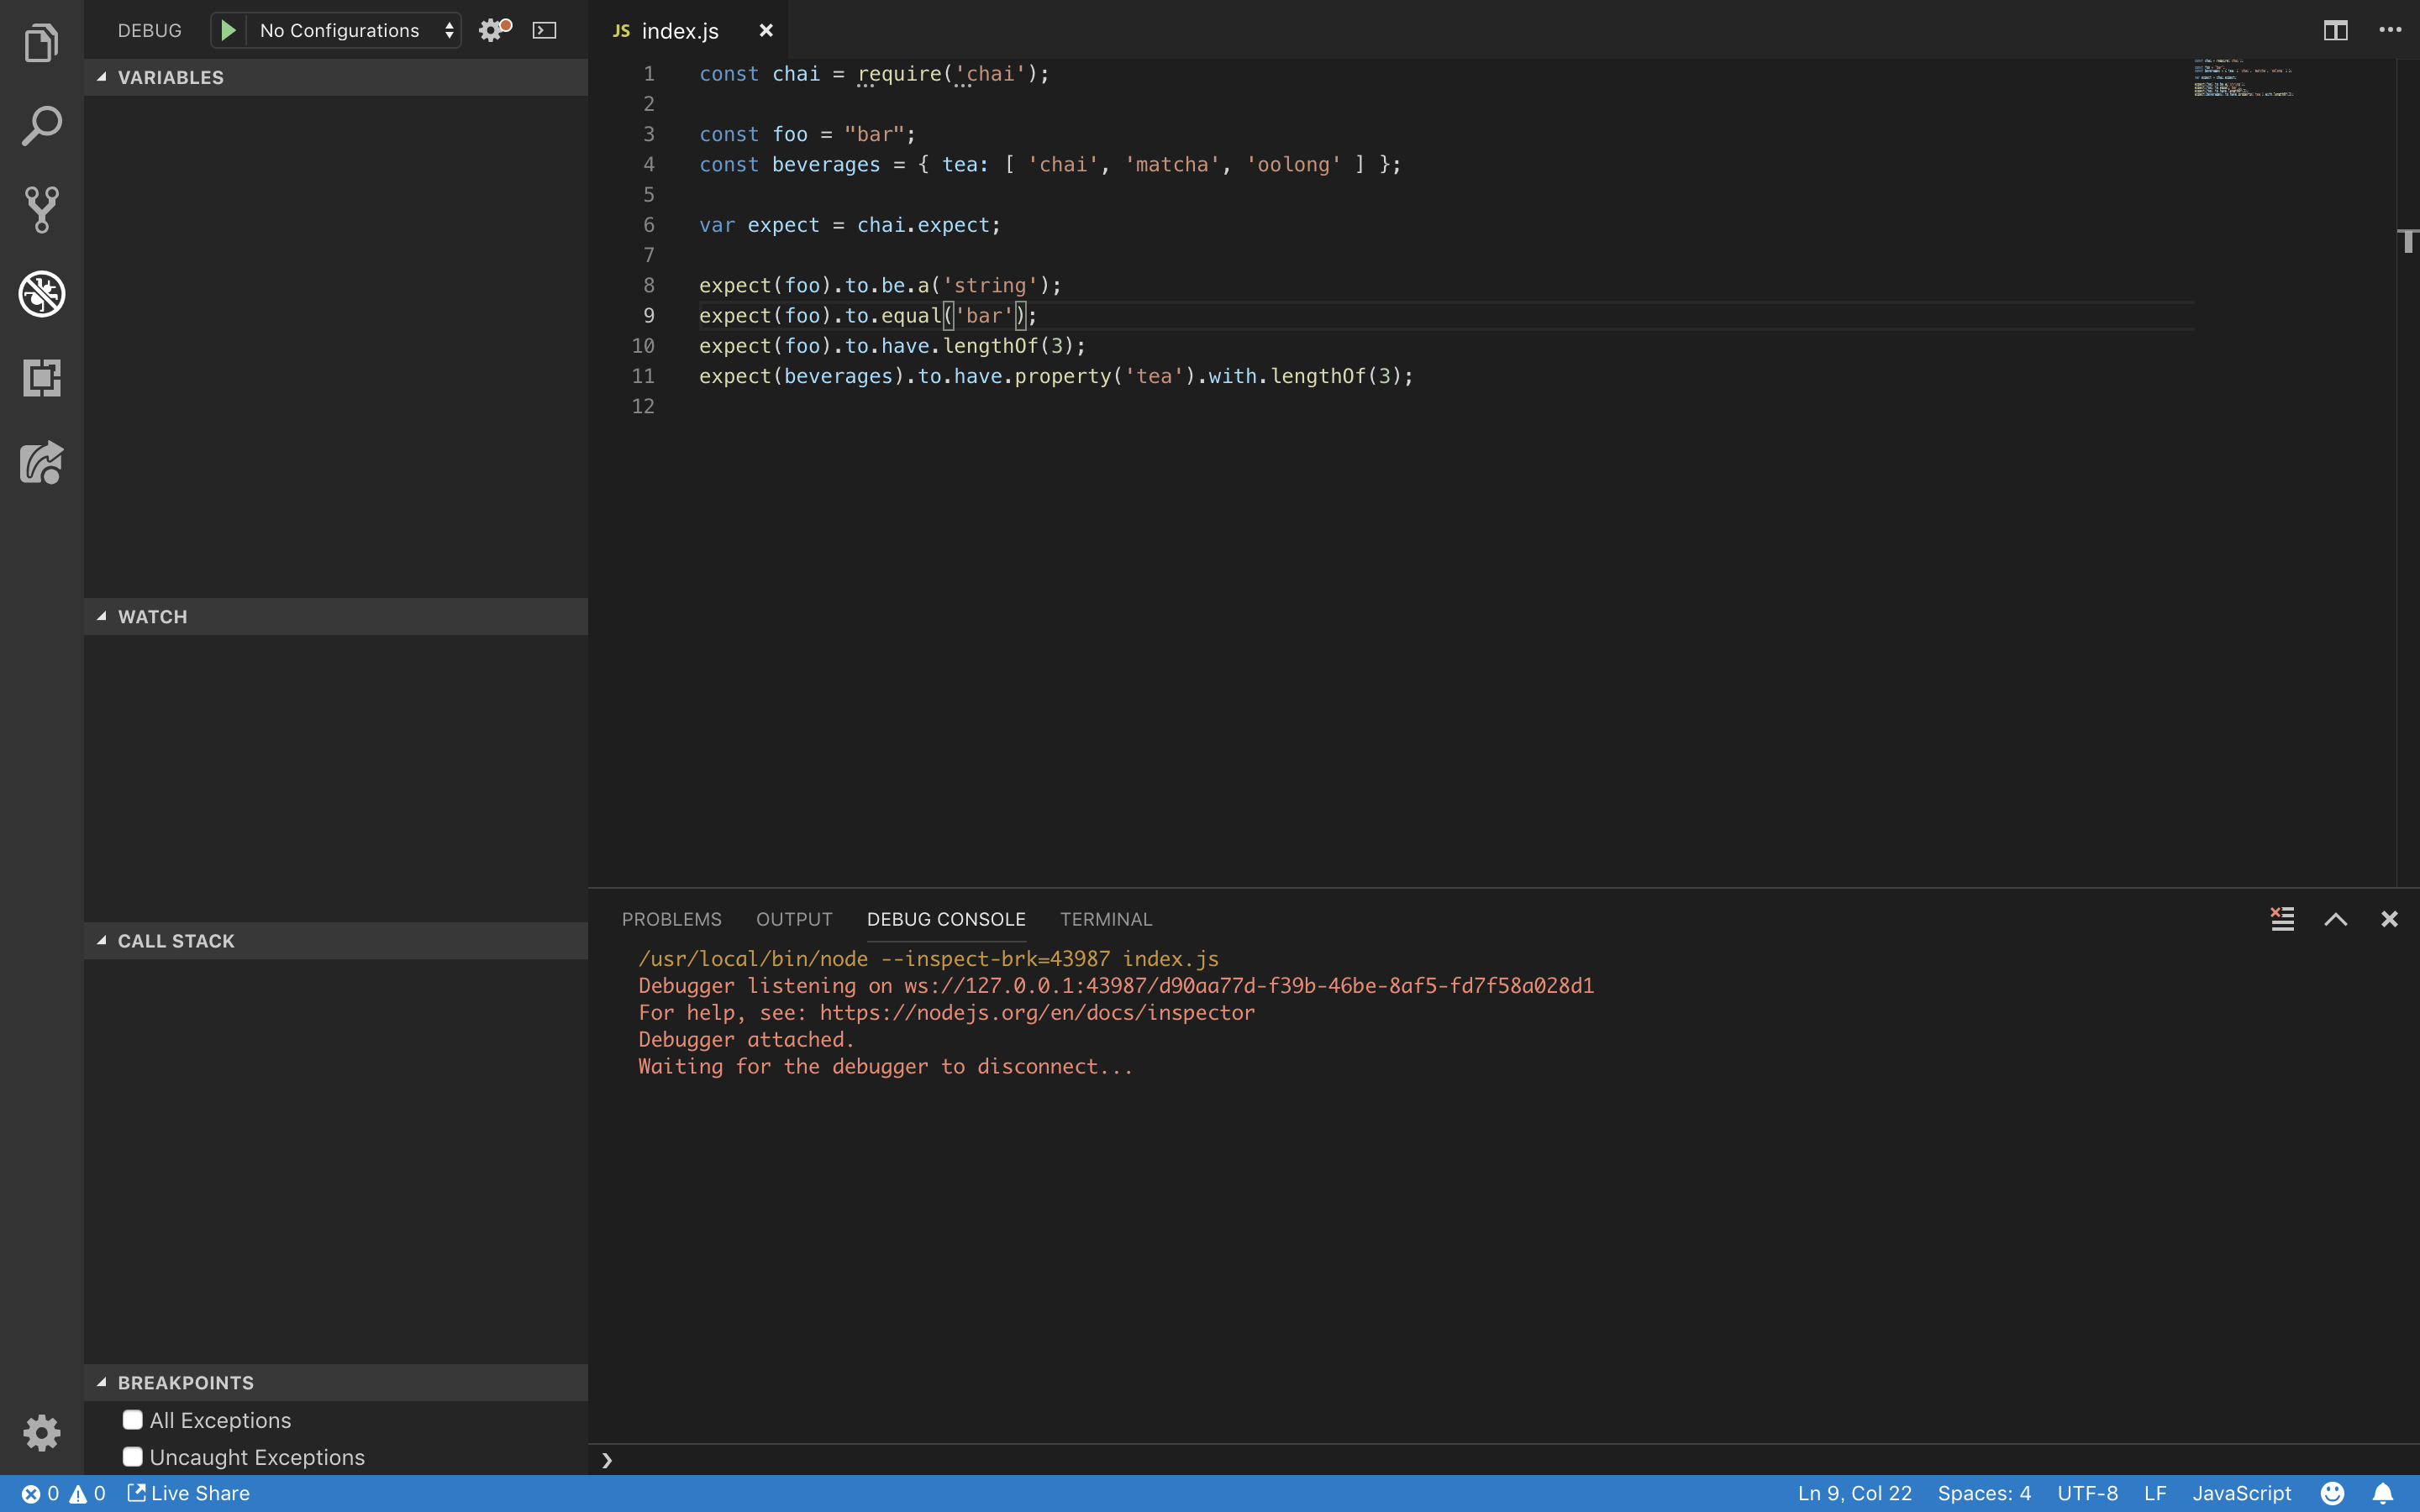 DEBUG No Configurations
VARIABLES
WATCH
CALL STACK
BREAKPOINTS
All Exceptions
Uncaught Exceptions
JS index.js
1 const chai = require('chai');
2
3 const foo = "bar";
4 const beverages = { tea: [ 'chai', 'matcha', 'oolong' ] };
5
6 var expect = chai.expect;
7
8 expect(foo).to.be.a('string');
9 expect(foo).to.equal('bar');
10 expect(foo).to.have.lengthOf(3);
11 expect(beverages).to.have.property('tea').with.lengthOf(3);
12
PROBLEMS OUTPUT DEBUG CONSOLE TERMINAL
/usr/local/bin/node --inspect-brk=43987 index.js
Debugger listening on ws://127.0.0.1:43987/d90aa77d-f39b-46be-8af5-fd7f58a028d1
For help, see: https://nodejs.org/en/docs/inspector
Debugger attached.
Waiting for the debugger to disconnect...
0 0 Live Share Ln 9, Col 22 Spaces: 4 UTF-8 LF JavaScript